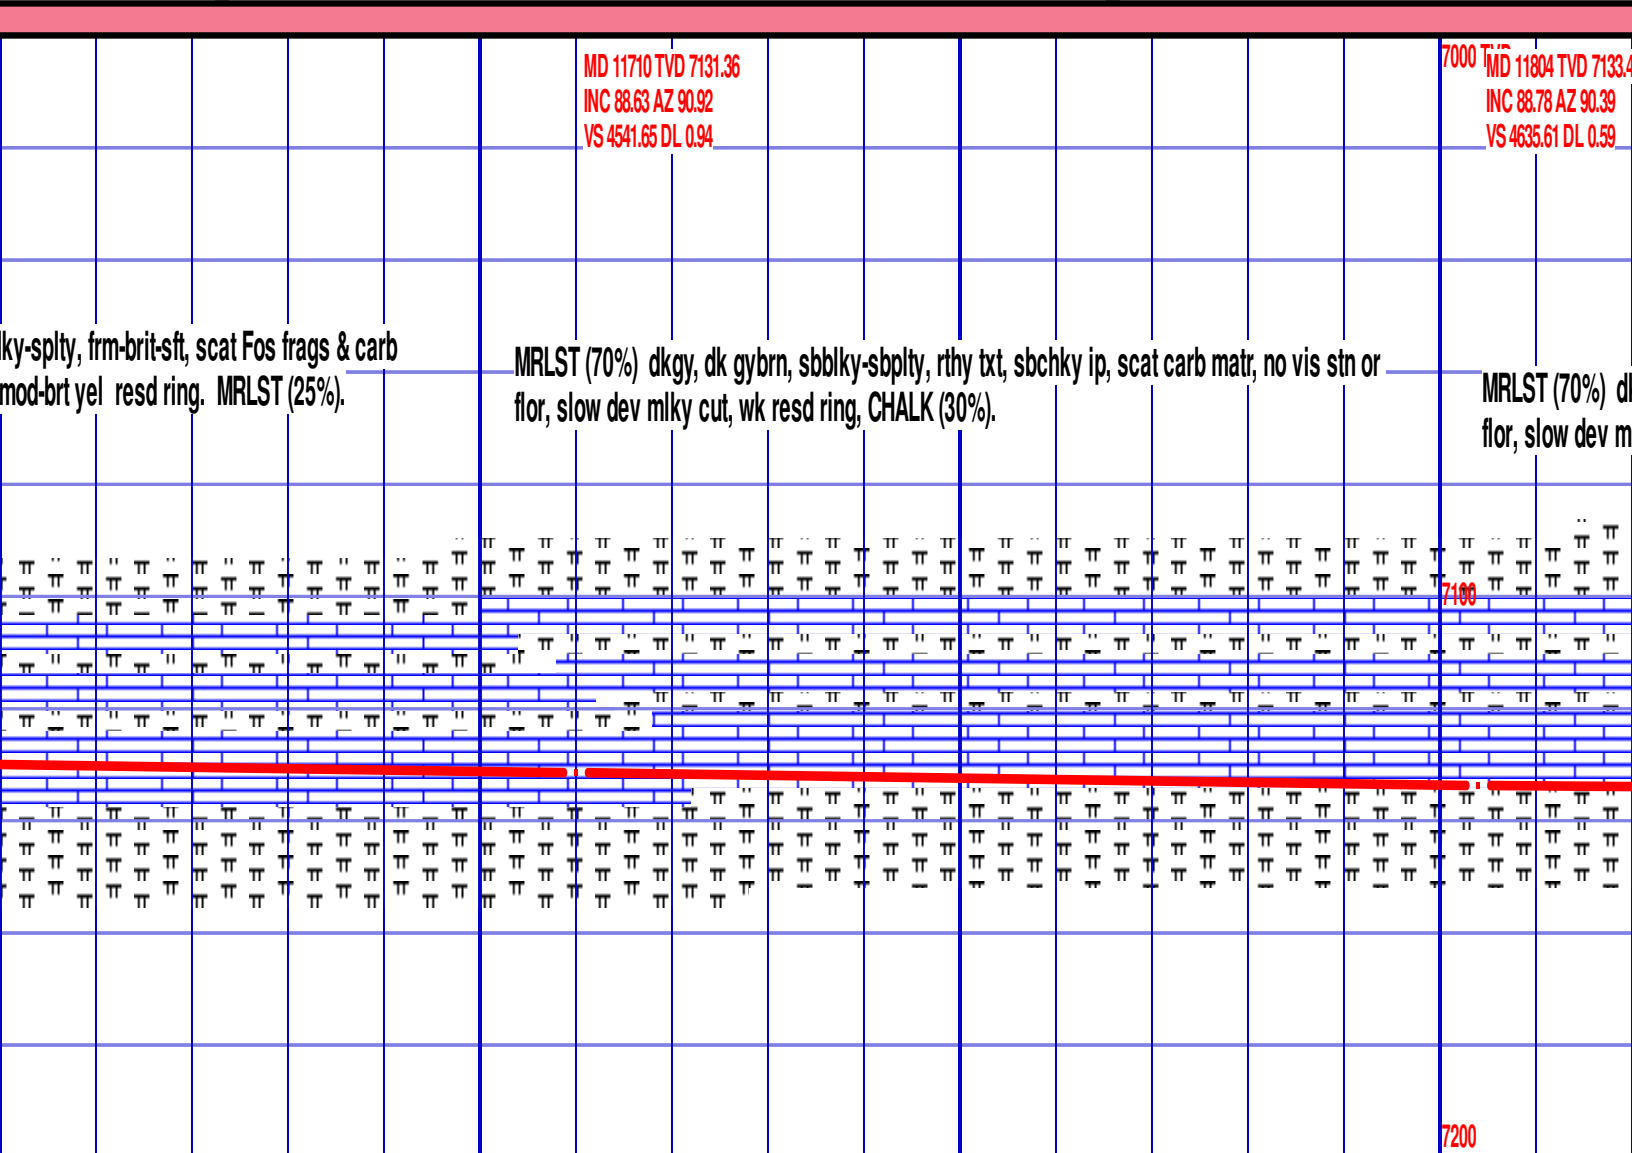 MD 11710 TVD 7131.36
INC 88.63 AZ 90.92
VS 4541.65 DL 0.94
7000 TVD
MD 11804 TVD 7133.4
INC 88.78 AZ 90.39
VS 4635.61 DL 0.59
lky-splty, frm-brit-sft, scat Fos frags & carb
mod-brt yel resd ring. MRLST (25%).
MRLST (70%) dkgy, dk gybrn, sbblky-sbplty, rthy txt, sbchky ip, scat carb matr, no vis stn or
flor, slow dev mlky cut, wk resd ring, CHALK (30%).
MRLST (70%)
flor, slow dev m
7100
7200